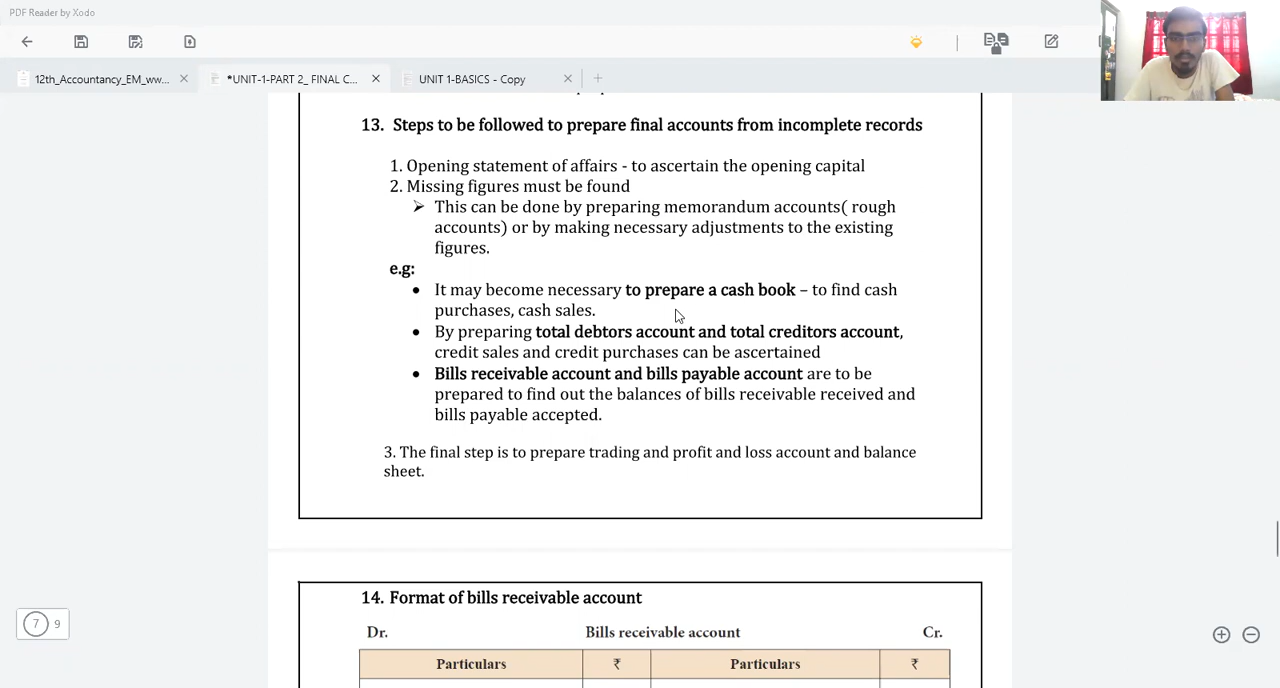 PDF Reader by Xodo
12th_Accountancy_EM_ww...
*UNIT-1-PART 2_ FINAL C...
UNIT 1-BASICS - Copy
13. Steps to be followed to prepare final accounts from incomplete records
1. Opening statement of affairs - to ascertain the opening capital
2. Missing figures must be found
➢ This can be done by preparing memorandum accounts( rough
accounts) or by making necessary adjustments to the existing
figures.
e.g:
• It may become necessary to prepare a cash book – to find cash
purchases, cash sales.
• By preparing total debtors account and total creditors account,
credit sales and credit purchases can be ascertained
• Bills receivable account and bills payable account are to be
prepared to find out the balances of bills receivable received and
bills payable accepted.
3. The final step is to prepare trading and profit and loss account and balance
sheet.
14. Format of bills receivable account
Dr. Bills receivable account Cr.
Particulars ₹ Particulars ₹
7 9